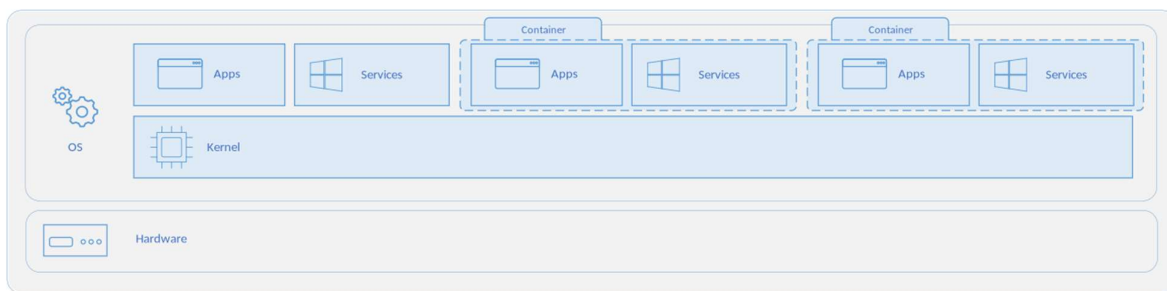 Container
Container
Apps
Services
Apps
Services
Apps
Services
OS
Kernel
Hardware